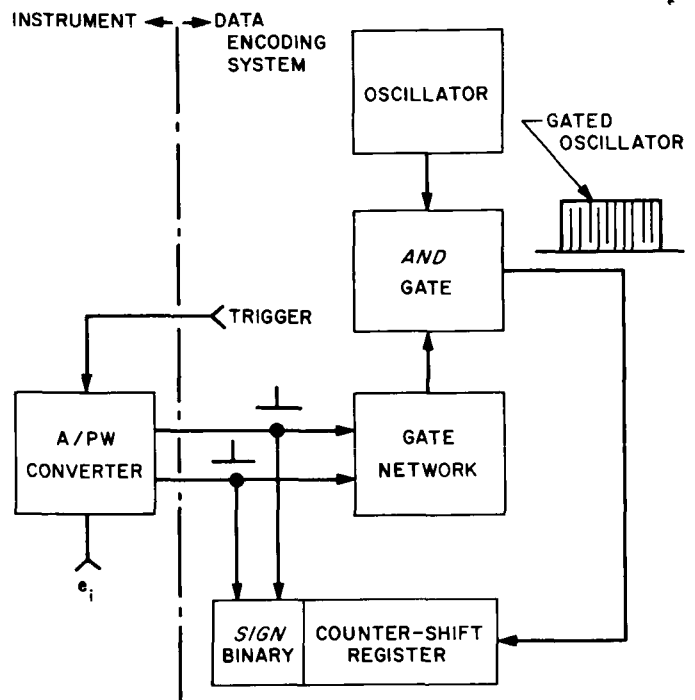 INSTRUMENT
DATA
ENCODING
SYSTEM
OSCILLATOR
GATED
OSCILLATOR
AND
GATE
TRIGGER
A/PW
CONVERTER
GATE
NETWORK
e i
SIGN
BINARY
COUNTER-SHIFT
REGISTER